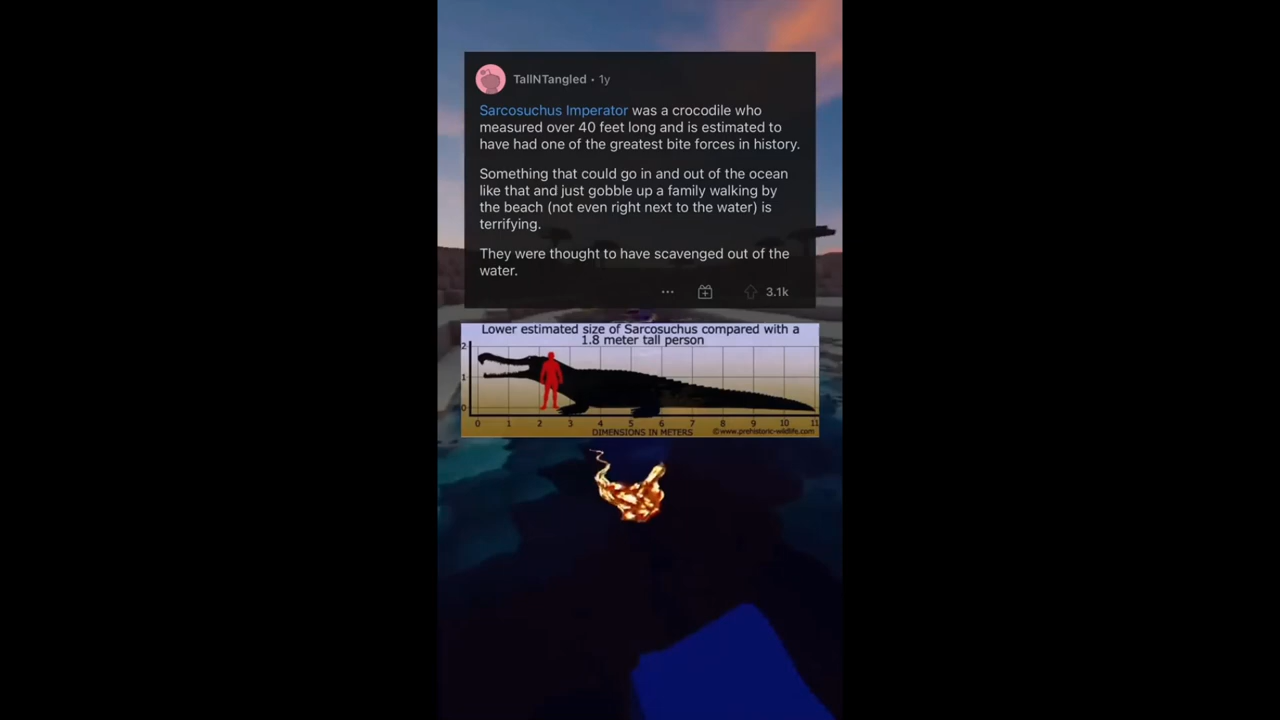 TallNTangled · 1y
Sarcosuchus Imperator was a crocodile who
measured over 40 feet long and is estimated to
have had one of the greatest bite forces in history.
Something that could go in and out of the ocean
like that and just gobble up a family walking by
the beach (not even right next to the water) is
terrifying.
They were thought to have scavenged out of the
water.
3.1k
Lower estimated size of Sarcosuchus compared with a
1.8 meter tall person
2
1
0
0 1 2 3 4 5 6 7 8 9 10 11
DIMENSIONS IN METERS ©www.prehistoric-wildlife.com